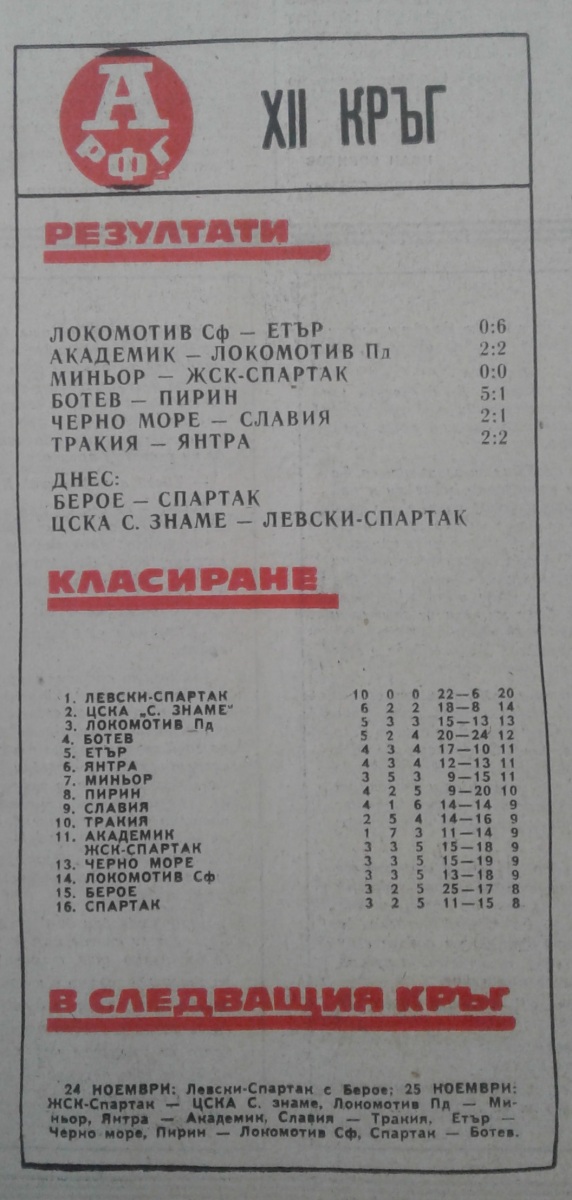 А
РФГ
XII КРЪГ
РЕЗУЛТАТИ
ЛОКОМОТИВ Сф — ЕТЪР 0:6
АКАДЕМИК — ЛОКОМОТИВ Пд 2:2
МИНЬОР — ЖСК-СПАРТАК 0:0
БОТЕВ — ПИРИН 5:1
ЧЕРНО МОРЕ — СЛАВИЯ 2:1
ТРАКИЯ — ЯНТРА 2:2
ДНЕС:
БЕРОЕ — СПАРТАК
ЦСКА С. ЗНАМЕ — ЛЕВСКИ-СПАРТАК
КЛАСИРАНЕ
1. ЛЕВСКИ-СПАРТАК 10 0 0 22—6 20
2. ЦСКА „С. ЗНАМЕ" 6 2 2 18—8 14
3. ЛОКОМОТИВ Пд 5 3 3 15—13 13
4. БОТЕВ 5 2 4 20—24 12
5. ЕТЪР 4 3 4 17—10 11
6. ЯНТРА 4 3 4 12—13 11
7. МИНЬОР 3 5 3 9—15 11
8. ПИРИН 4 2 5 9—20 10
9. СЛАВИЯ 4 1 6 14—14 9
10. ТРАКИЯ 2 5 4 14—16 9
11. АКАДЕМИК 1 7 3 11—14 9
ЖСК-СПАРТАК 3 3 5 15—18 9
13. ЧЕРНО МОРЕ 3 3 5 15—19 9
14. ЛОКОМОТИВ Сф 3 3 5 13—18 9
15. БЕРОЕ 3 2 5 25—17 8
16. СПАРТАК 3 2 5 11—15 8
В СЛЕДВАЩИЯ КРЪГ
24 НОЕМВРИ: Левски-Спартак с Берое; 25 НОЕМВРИ:
ЖСК-Спартак — ЦСКА С. знаме, Локомотив Пд — Ми-
ньор, Янтра — Академик, Славия — Тракия, Етър —
Черно море, Пирин — Локомотив Сф, Спартак — Ботев.